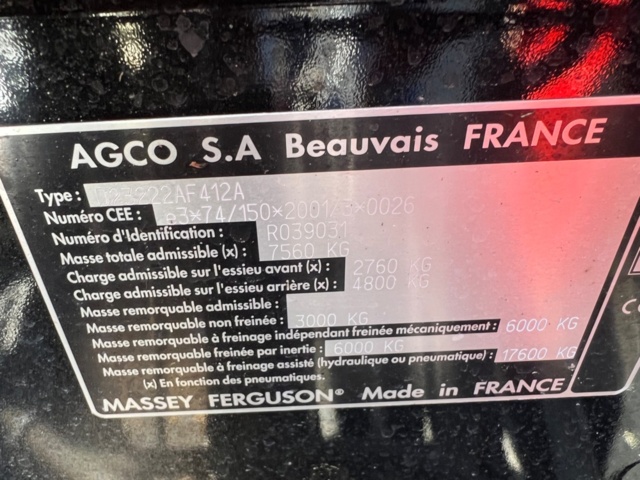 AGCO S.A Beauvais FRANCE
Type :
Numéro CEE : e3*74/150*2001/3*0026
Numéro d'Identification : R039031
Masse totale admissible (x) : 7560 KG
Charge admissible sur l'essieu avant (x) : 2760 KG
Charge admissible sur l'essieu arrière (x) : 4800 KG
Masse remorquable admissible :
Masse remorquable non freinée : 3000 KG
Masse remorquable à freinage indépendant freinée mécaniquement : 6000 KG
Masse remorquable freinée par inertie : 6000 KG
Masse remorquable à freinage assisté (hydraulique ou pneumatique) : 17600 KG
(x) En fonction des pneumatiques.
MASSEY FERGUSON® Made in FRANCE